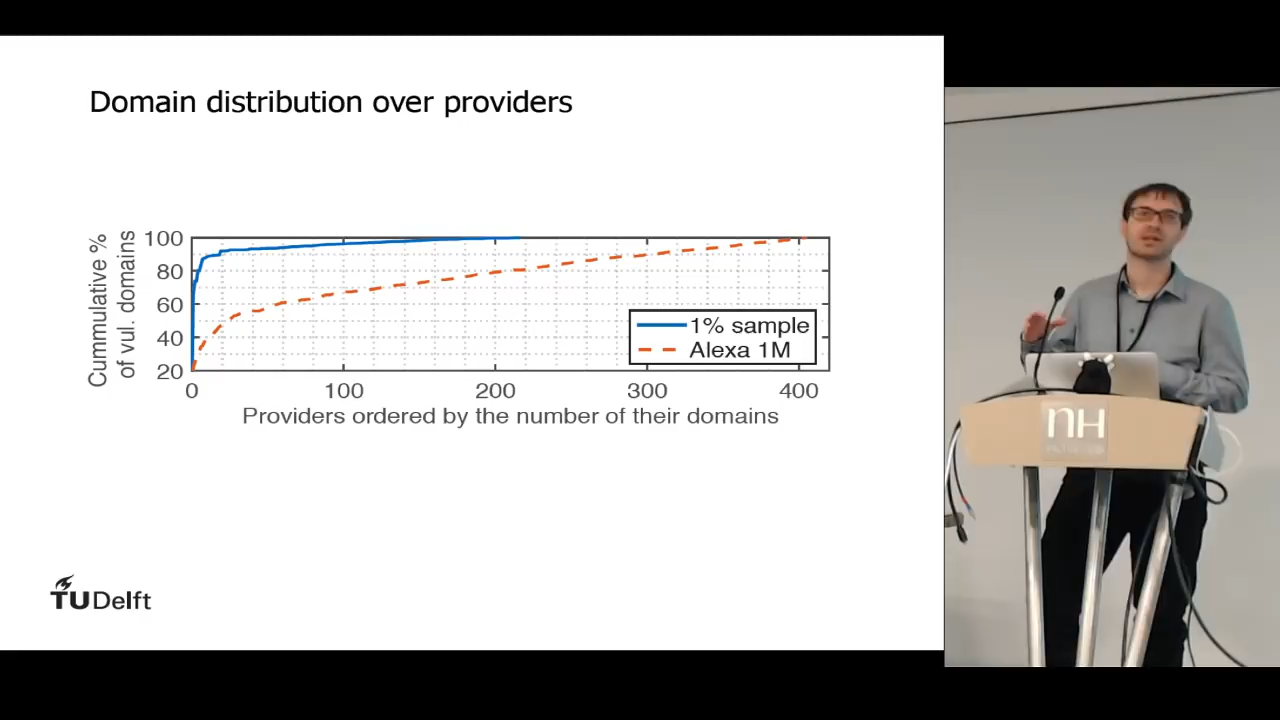 Domain distribution over providers
Cummulative %
of vul. domains
100
80
60
40
20
0
100
200
300
400
1% sample
Alexa 1M
Providers ordered by the number of their domains
TUDelft
nH